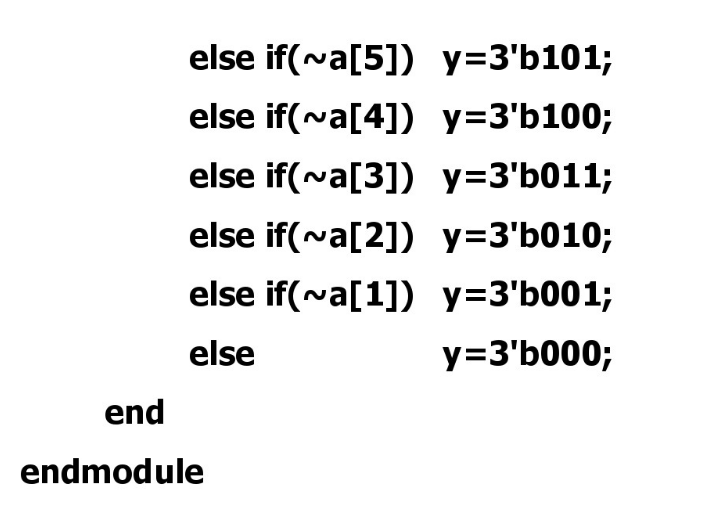 else if(~a[5]) y=3'b101;
else if(~a[4]) y=3'b100;
else if(~a[3]) y=3'b011;
else if(~a[2]) y=3'b010;
else if(~a[1]) y=3'b001;
else y=3'b000;
end
endmodule